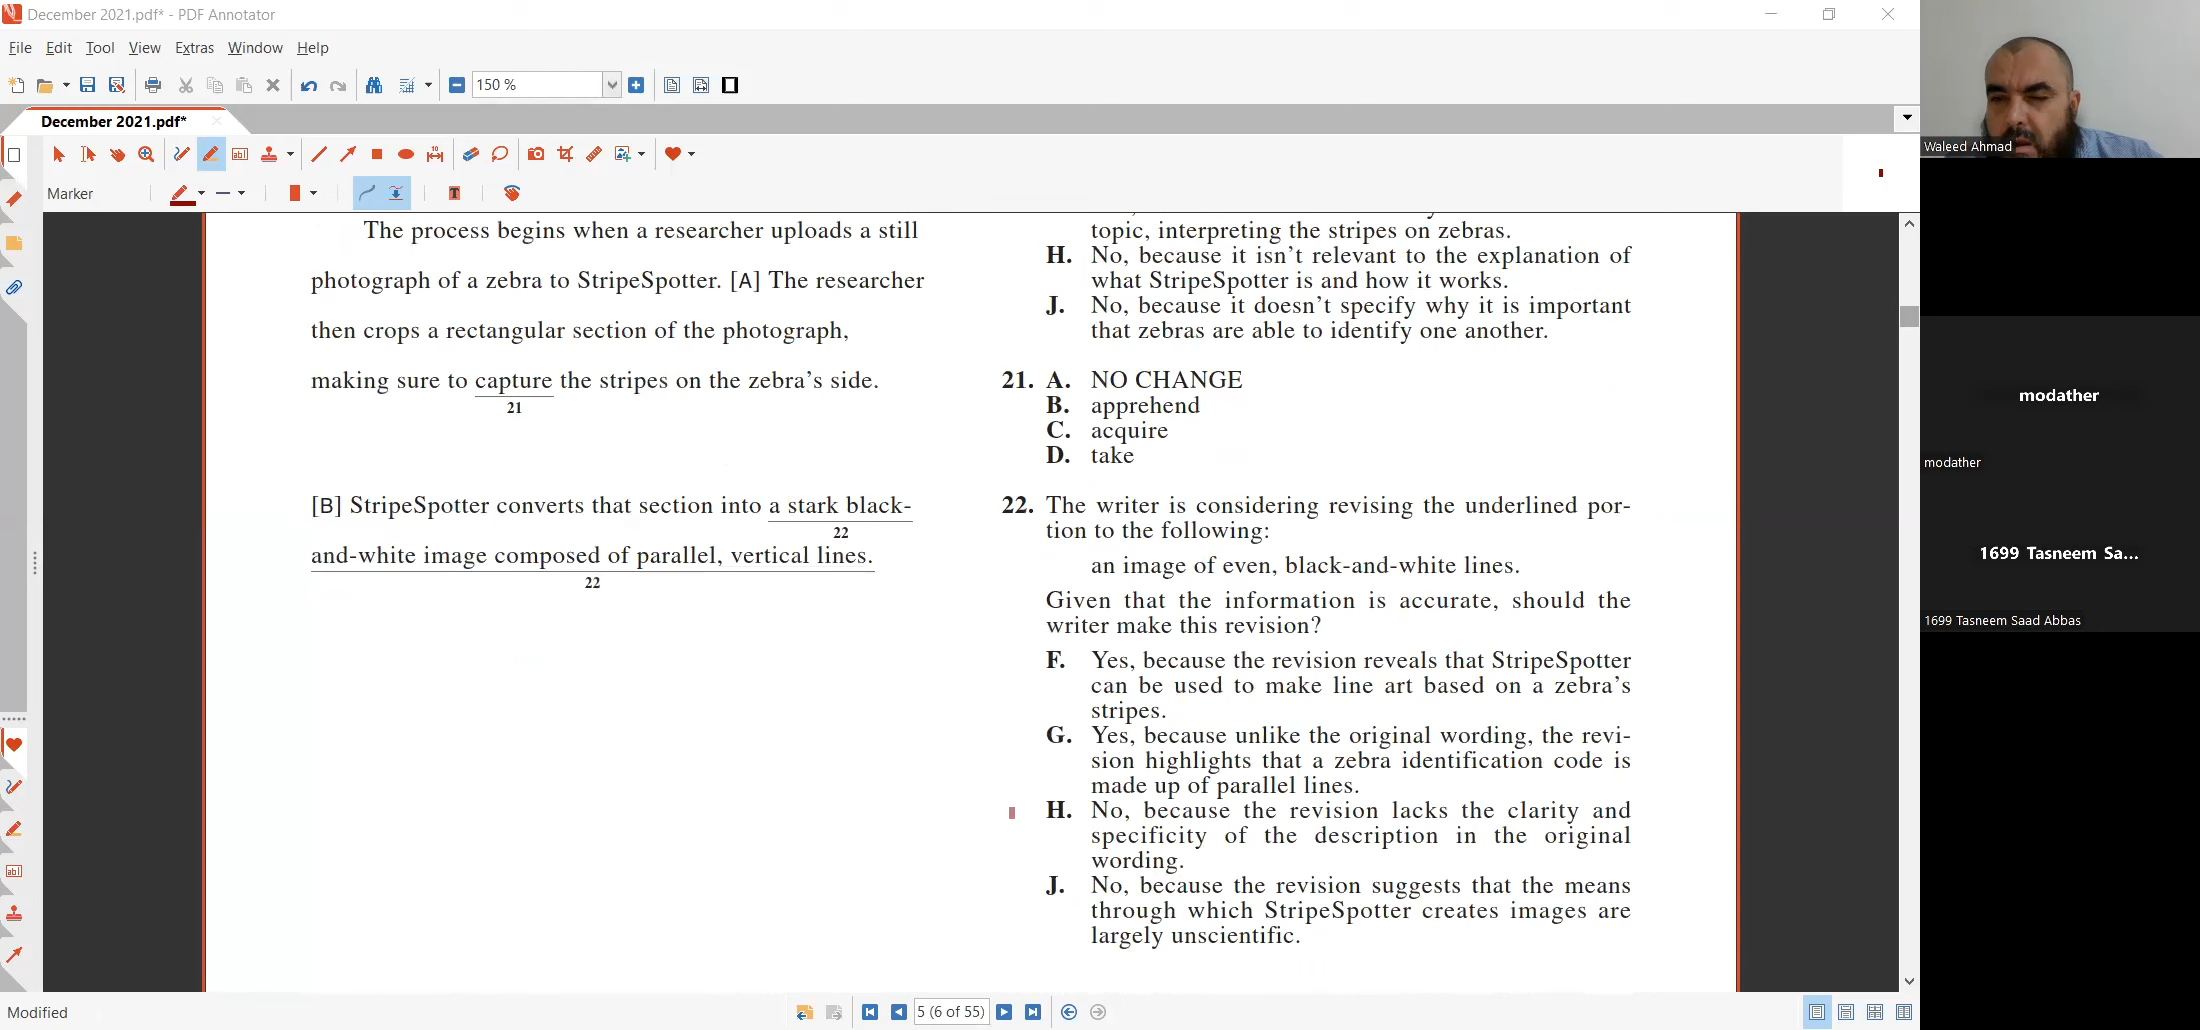 December 2021.pdf* - PDF Annotator
File Edit Tool View Extras Window Help
150 %
December 2021.pdf*
Marker
The process begins when a researcher uploads a still
photograph of a zebra to StripeSpotter. [A] The researcher
then crops a rectangular section of the photograph,
making sure to capture the stripes on the zebra's side.
21
[B] StripeSpotter converts that section into a stark black-
22
and-white image composed of parallel, vertical lines.
22
topic, interpreting the stripes on zebras.
H. No, because it isn't relevant to the explanation of
what StripeSpotter is and how it works.
J. No, because it doesn't specify why it is important
that zebras are able to identify one another.
21. A. NO CHANGE
B. apprehend
C. acquire
D. take
22. The writer is considering revising the underlined por-
tion to the following:
an image of even, black-and-white lines.
Given that the information is accurate, should the
writer make this revision?
F. Yes, because the revision reveals that StripeSpotter
can be used to make line art based on a zebra's
stripes.
G. Yes, because unlike the original wording, the revi-
sion highlights that a zebra identification code is
made up of parallel lines.
H. No, because the revision lacks the clarity and
specificity of the description in the original
wording.
J. No, because the revision suggests that the means
through which StripeSpotter creates images are
largely unscientific.
Modified
5 (6 of 55)
Waleed Ahmad
modather
modather
1699 Tasneem Sa...
1699 Tasneem Saad Abbas